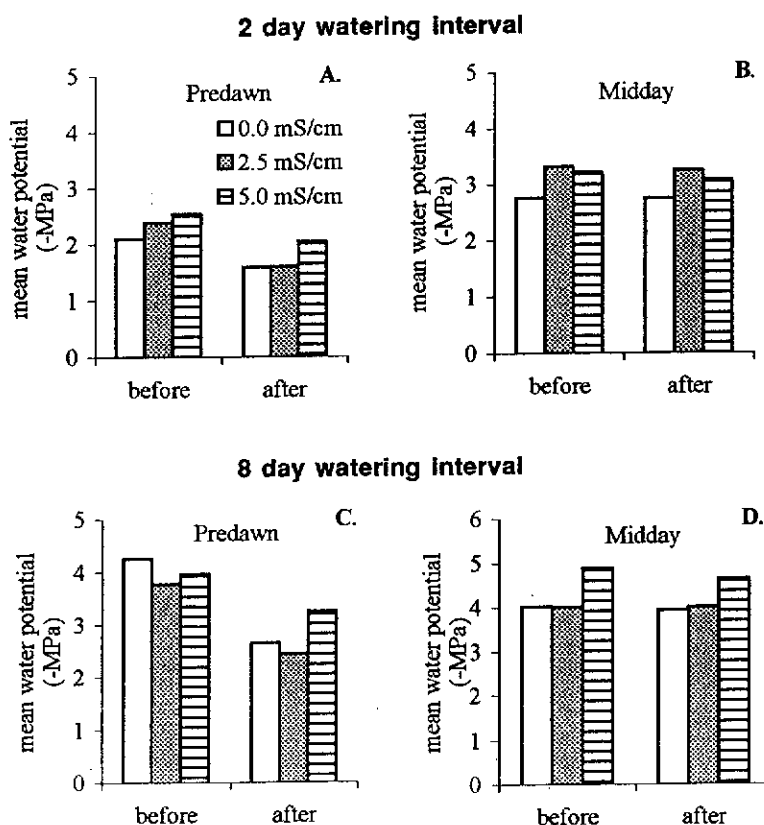 2 day watering interval
A.
Predawn
0.0 mS/cm
2.5 mS/cm
5.0 mS/cm
mean water potential
(-MPa)
5
4
3
2
1
0
before after
B.
Midday
mean water potential
(-MPa)
5
4
3
2
1
0
before after
8 day watering interval
C.
Predawn
mean water potential
(-MPa)
5
4
3
2
1
0
before after
D.
Midday
mean water potential
(-MPa)
6
5
4
3
2
1
0
before after